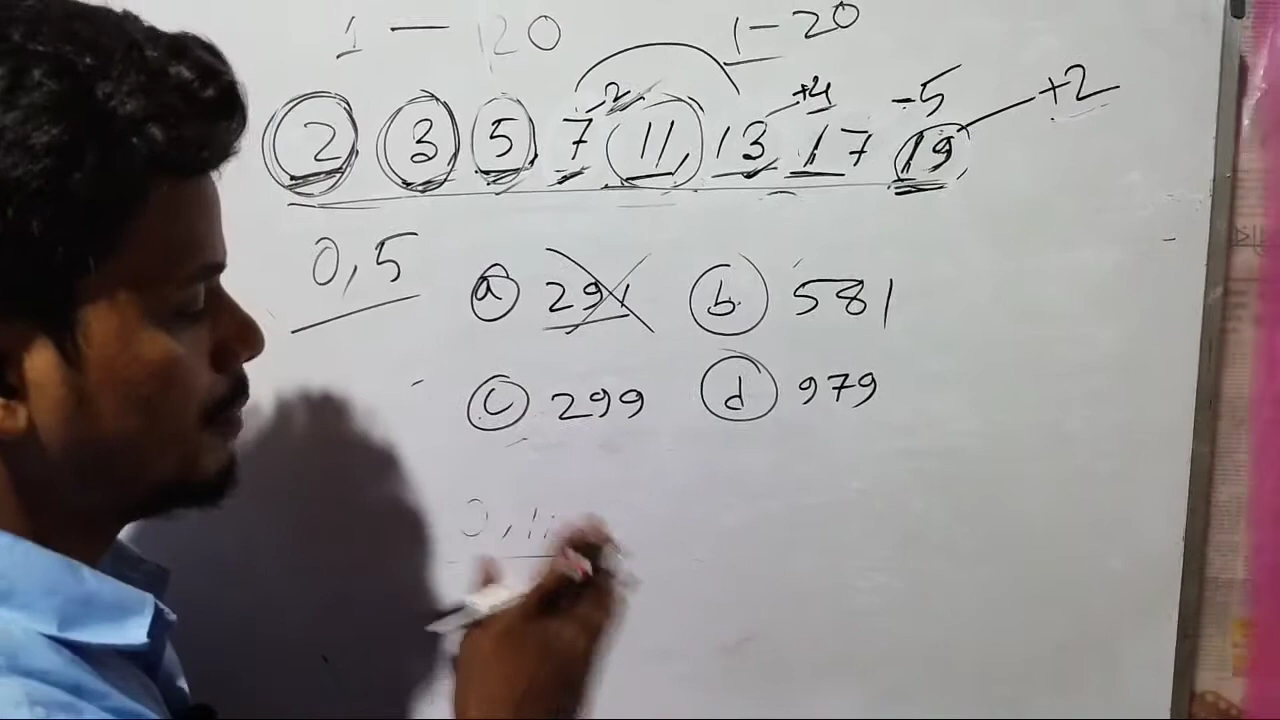 1 — 120 1-20
-2 +4 -5 +2
2 3 5, 7 11, 13 17 19,
0,5 a 291 b 581
c 299 d 979